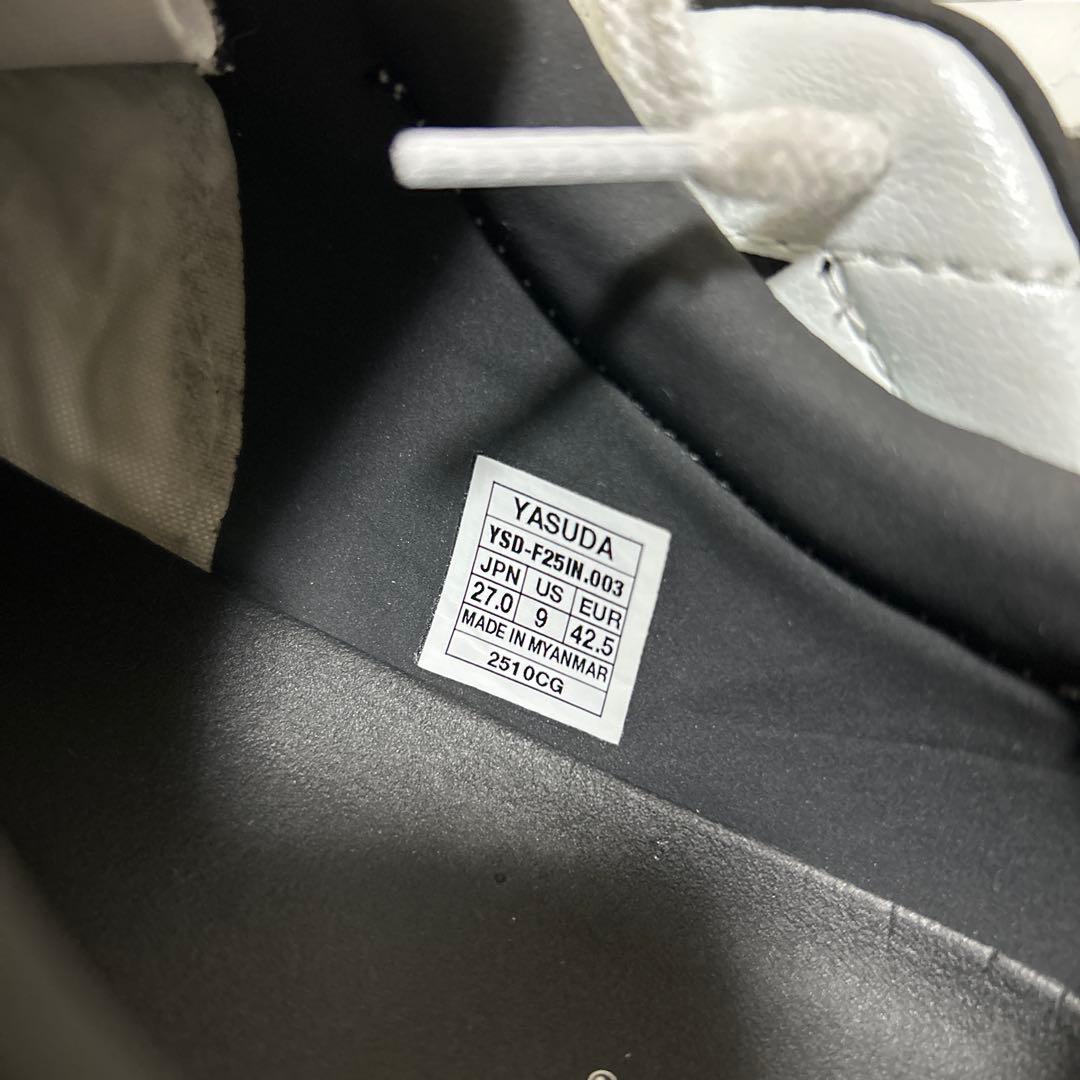 YASUDA
YSD-F25IN.003
JPN US EUR
27.0 9 42.5
MADE IN MYANMAR
2510CG